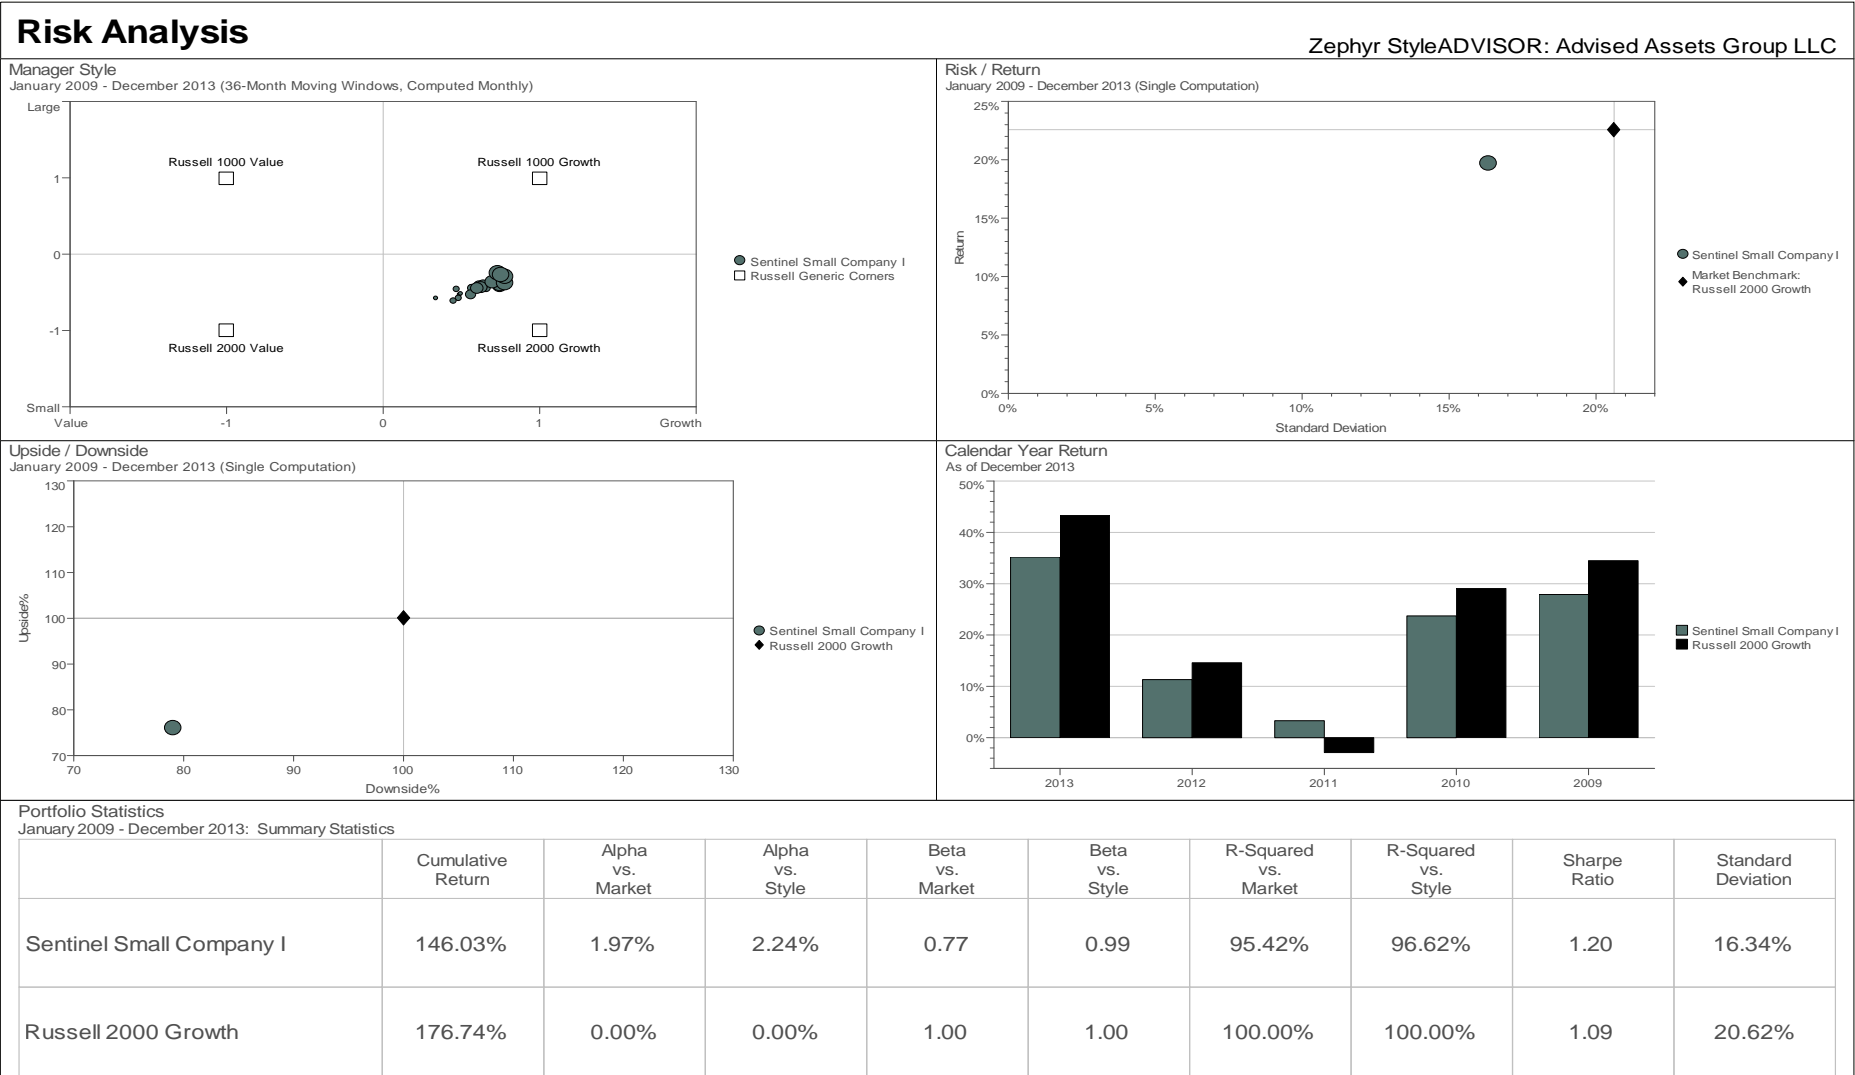 Risk Analysis
Zephyr StyleADVISOR: Advised Assets Group LLC
Manager Style
January 2009 - December 2013 (36-Month Moving Windows, Computed Monthly)
Large
1
0
-1
Small
Value
-1
0
1
Growth
Russell 1000 Value
Russell 1000 Growth
Russell 2000 Value
Russell 2000 Growth
Sentinel Small Company I
Russell Generic Corners
Risk / Return
January 2009 - December 2013 (Single Computation)
Return
25%
20%
15%
10%
5%
0%
0%
5%
10%
15%
20%
Standard Deviation
Sentinel Small Company I
Market Benchmark:
Russell 2000 Growth
Upside / Downside
January 2009 - December 2013 (Single Computation)
Upside%
130
120
110
100
90
80
70
70
80
90
100
110
120
130
Downside%
Sentinel Small Company I
Russell 2000 Growth
Calendar Year Return
As of December 2013
50%
40%
30%
20%
10%
0%
2013
2012
2011
2010
2009
Sentinel Small Company I
Russell 2000 Growth
Portfolio Statistics
January 2009 - December 2013: Summary Statistics
Cumulative
Return
Alpha
vs.
Market
Alpha
vs.
Style
Beta
vs.
Market
Beta
vs.
Style
R-Squared
vs.
Market
R-Squared
vs.
Style
Sharpe
Ratio
Standard
Deviation
Sentinel Small Company I 146.03% 1.97% 2.24% 0.77 0.99 95.42% 96.62% 1.20 16.34%
Russell 2000 Growth 176.74% 0.00% 0.00% 1.00 1.00 100.00% 100.00% 1.09 20.62%